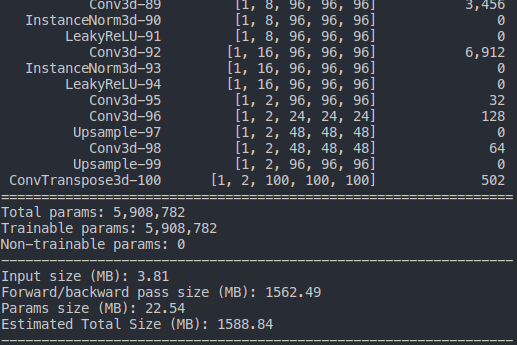 Conv3d-89 [1, 8, 96, 96, 96] 3,456
InstanceNorm3d-90 [1, 8, 96, 96, 96] 0
LeakyReLU-91 [1, 8, 96, 96, 96] 0
Conv3d-92 [1, 16, 96, 96, 96] 6,912
InstanceNorm3d-93 [1, 16, 96, 96, 96] 0
LeakyReLU-94 [1, 16, 96, 96, 96] 0
Conv3d-95 [1, 2, 96, 96, 96] 32
Conv3d-96 [1, 2, 24, 24, 24] 128
Upsample-97 [1, 2, 48, 48, 48] 0
Conv3d-98 [1, 2, 48, 48, 48] 64
Upsample-99 [1, 2, 96, 96, 96] 0
ConvTranspose3d-100 [1, 2, 100, 100, 100] 502
================================================================
Total params: 5,908,782
Trainable params: 5,908,782
Non-trainable params: 0
----------------------------------------------------------------
Input size (MB): 3.81
Forward/backward pass size (MB): 1562.49
Params size (MB): 22.54
Estimated Total Size (MB): 1588.84
----------------------------------------------------------------